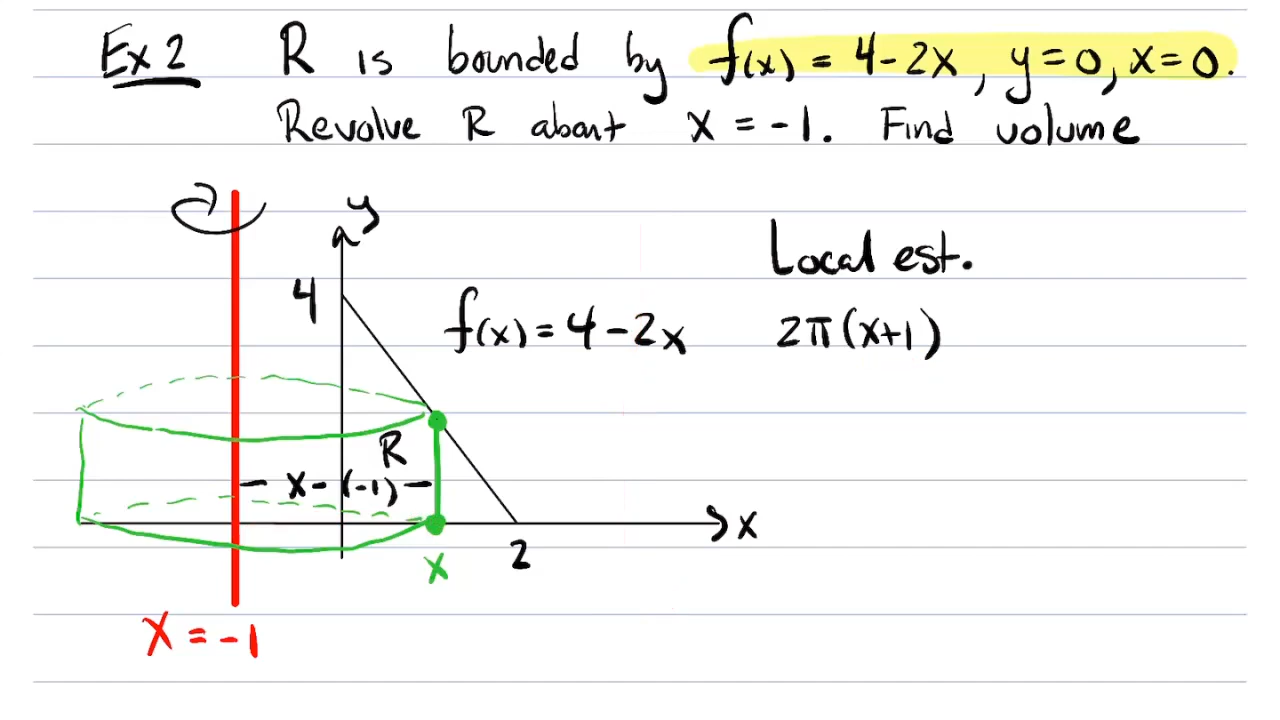 Ex 2 R is bounded by f(x) = 4 - 2x, y = 0, x = 0.
Revolve R about x = -1. Find volume
y
4
f(x) = 4 - 2x
Local est.
2π(x+1)
R
x - (-1)
x
x
2
x = -1